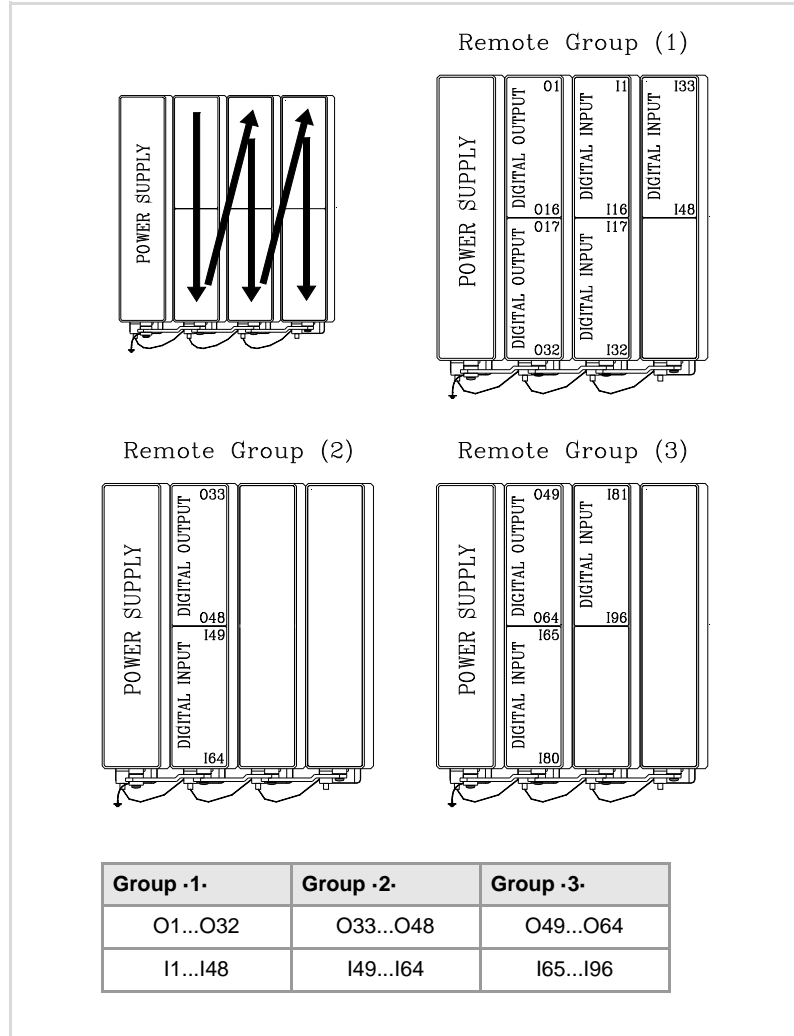 POWER SUPPLY
Remote Group (1)
POWER SUPPLY
O1
DIGITAL OUTPUT
O16
O17
DIGITAL OUTPUT
O32
I1
DIGITAL INPUT
I16
I17
DIGITAL INPUT
I32
I33
DIGITAL INPUT
I48
Remote Group (2)
POWER SUPPLY
O33
DIGITAL OUTPUT
O48
I49
DIGITAL INPUT
I64
Remote Group (3)
POWER SUPPLY
O49
DIGITAL OUTPUT
O64
I65
DIGITAL INPUT
I80
I81
DIGITAL INPUT
I96
Group ·1· Group ·2· Group ·3·
O1...O32 O33...O48 O49...O64
I1...I48 I49...I64 I65...I96